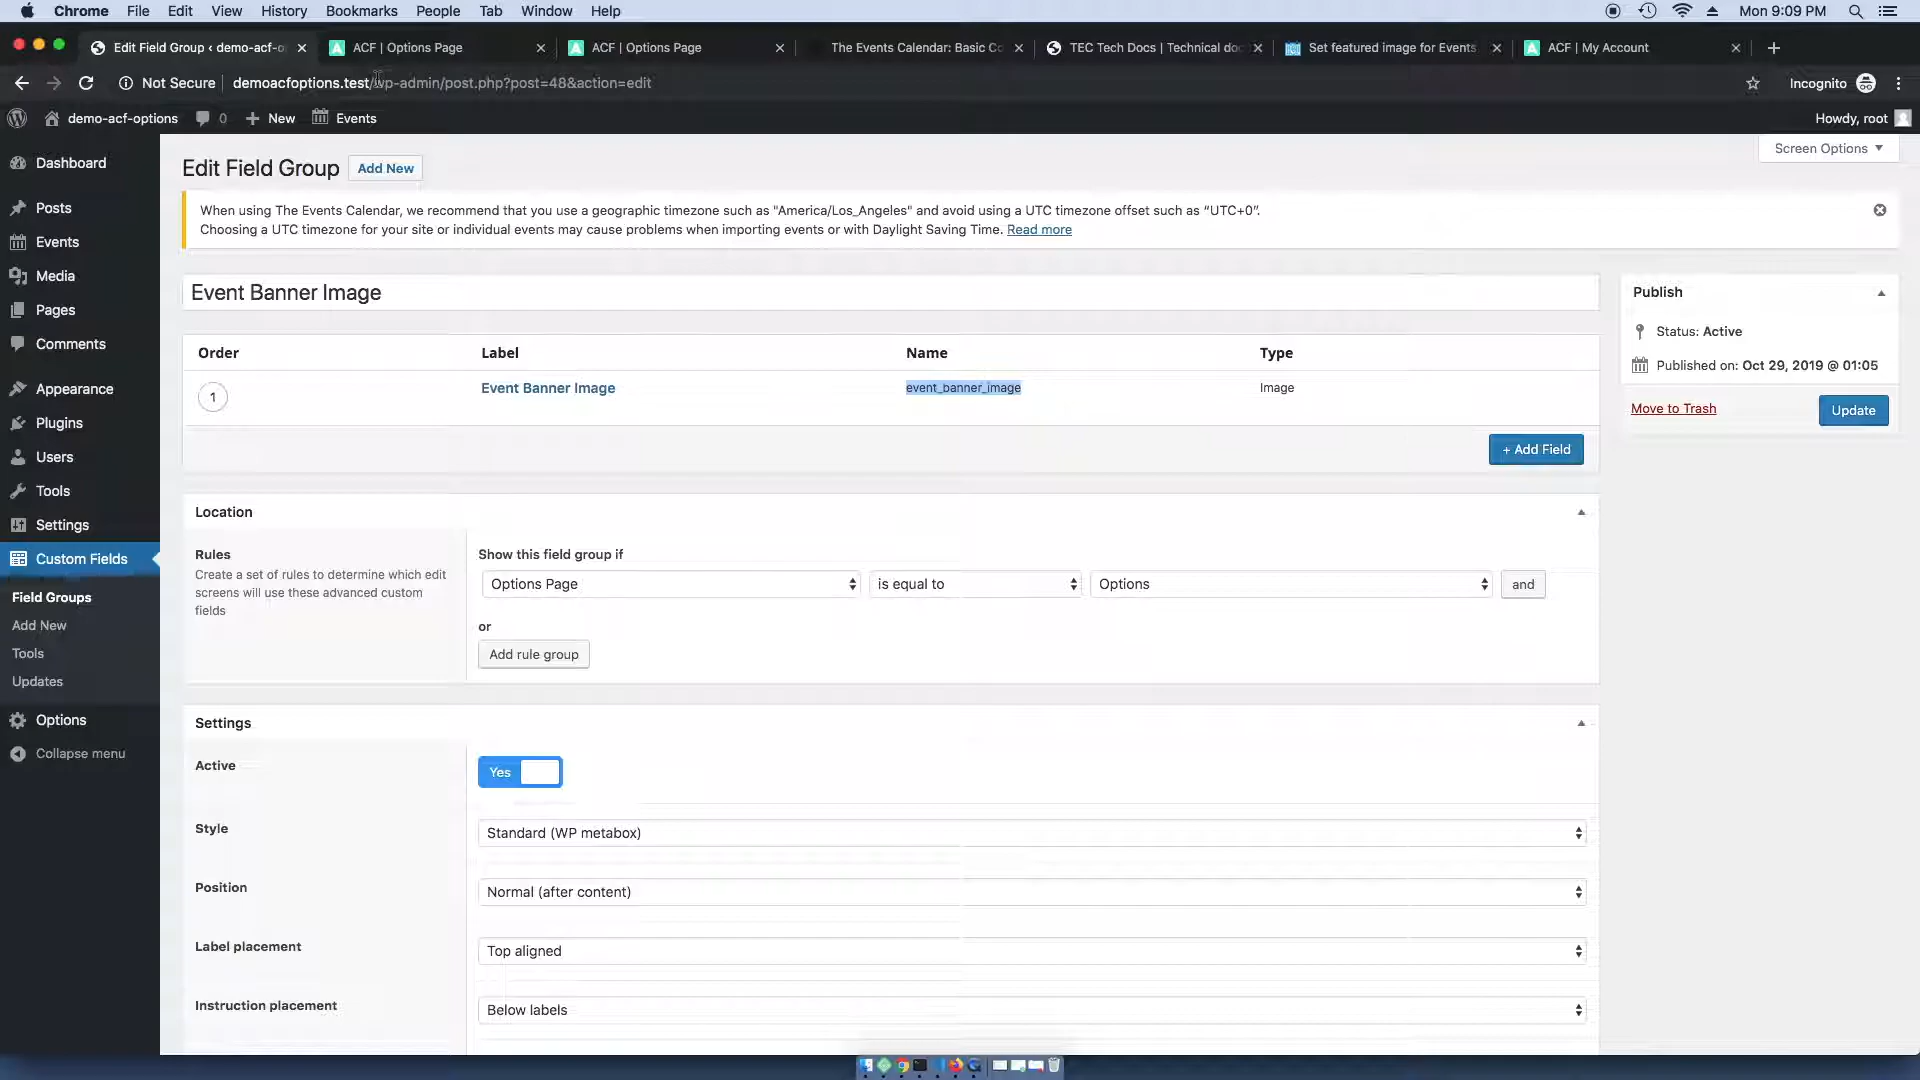 Chrome File Edit View History Bookmarks People Tab Window Help Mon 9:09 PM
Edit Field Group ‹ demo-acf-o ACF | Options Page ACF | Options Page The Events Calendar: Basic Co TEC Tech Docs | Technical doc Set featured image for Events ACF | My Account
Not Secure demoacfoptions.test/wp-admin/post.php?post=48&action=edit Incognito
demo-acf-options 0 + New Events Howdy, root
Screen Options
Dashboard
Posts
Events
Media
Pages
Comments
Appearance
Plugins
Users
Tools
Settings
Custom Fields
Field Groups
Add New
Tools
Updates
Options
Collapse menu
Edit Field Group Add New
When using The Events Calendar, we recommend that you use a geographic timezone such as "America/Los_Angeles" and avoid using a UTC timezone offset such as “UTC+0”.
Choosing a UTC timezone for your site or individual events may cause problems when importing events or with Daylight Saving Time. Read more
Event Banner Image
Order Label Name Type
1 Event Banner Image event_banner_image Image
+ Add Field
Location
Rules
Create a set of rules to determine which edit
screens will use these advanced custom
fields
Show this field group if
Options Page is equal to Options and
or
Add rule group
Settings
Active Yes
Style Standard (WP metabox)
Position Normal (after content)
Label placement Top aligned
Instruction placement Below labels
Publish
Status: Active
Published on: Oct 29, 2019 @ 01:05
Move to Trash Update